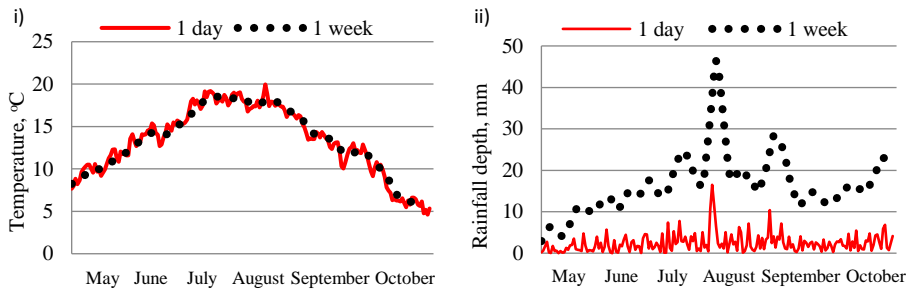 i)
1 day 1 week
Temperature, ºC
25
20
15
10
5
0
May June July August September October
ii)
1 day 1 week
Rainfall depth, mm
50
40
30
20
10
0
May June July August September October